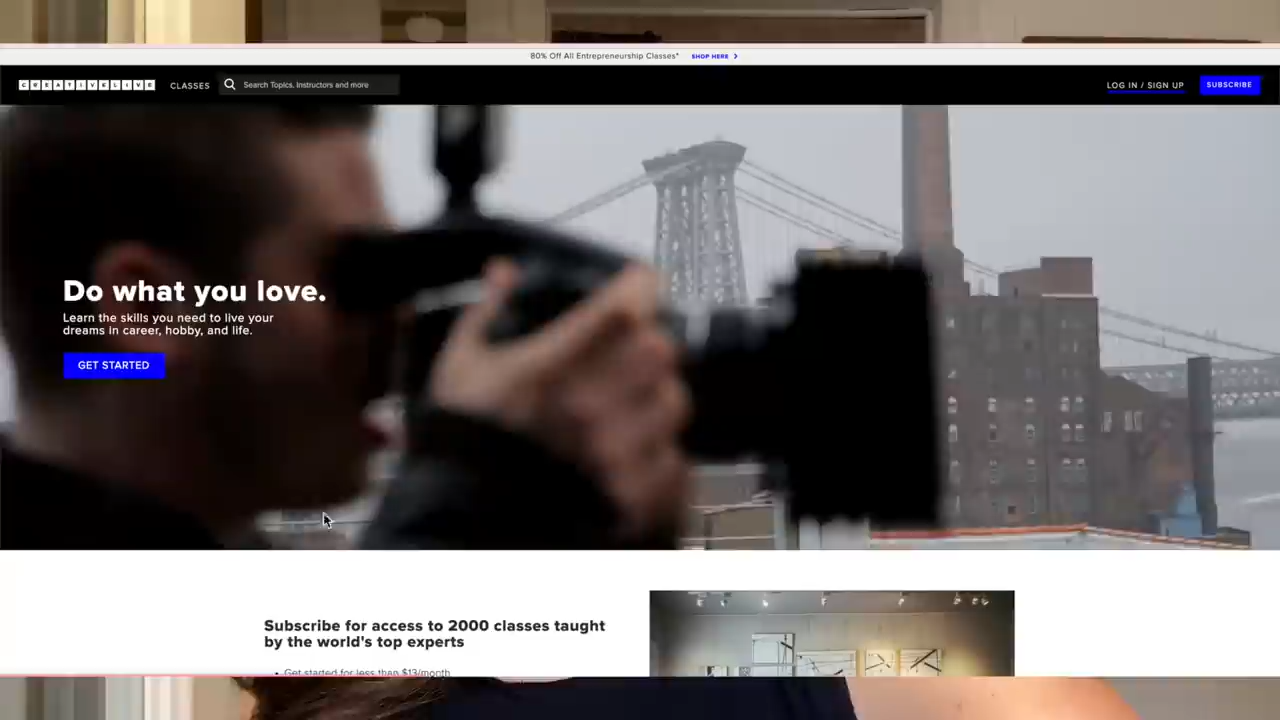 80% Off All Entrepreneurship Classes* SHOP HERE
CREATIVELIVE CLASSES Search Topics, Instructors and more LOG IN / SIGN UP SUBSCRIBE
Do what you love.
Learn the skills you need to live your
dreams in career, hobby, and life.
GET STARTED
Subscribe for access to 2000 classes taught
by the world's top experts
• Get started for less than $13/month